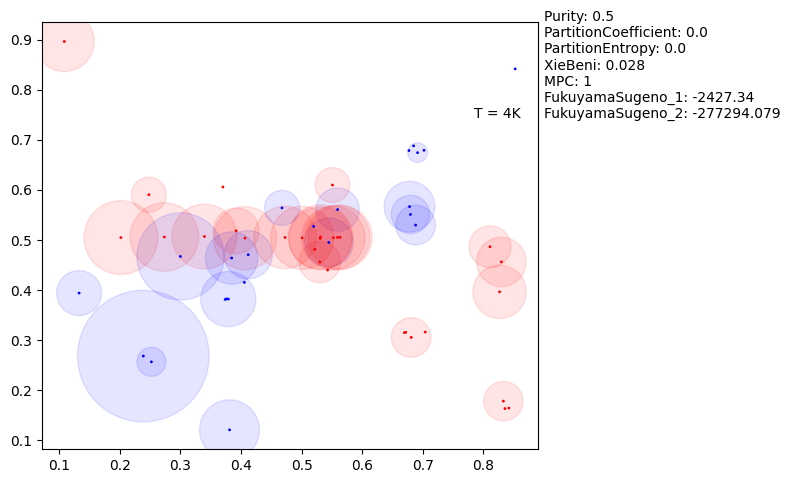 Purity: 0.5
PartitionCoefficient: 0.0
PartitionEntropy: 0.0
XieBeni: 0.028
MPC: 1
FukuyamaSugeno_1: -2427.34
FukuyamaSugeno_2: -277294.079
T = 4K
0.9
0.8
0.7
0.6
0.5
0.4
0.3
0.2
0.1
0.1 0.2 0.3 0.4 0.5 0.6 0.7 0.8